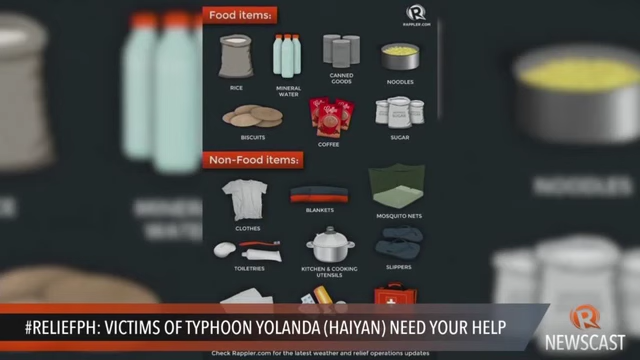 Food items:
R
RAPPLER.COM
RICE
MINERAL
WATER
CANNED
GOODS
NOODLES
BISCUITS
COFFEE
SUGAR
Non-Food items:
CLOTHES
BLANKETS
MOSQUITO NETS
TOILETRIES
KITCHEN & COOKING
UTENSILS
SLIPPERS
#RELIEFPH: VICTIMS OF TYPHOON YOLANDA (HAIYAN) NEED YOUR HELP
R
NEWSCAST
Check Rappler.com for the latest weather and relief operations updates